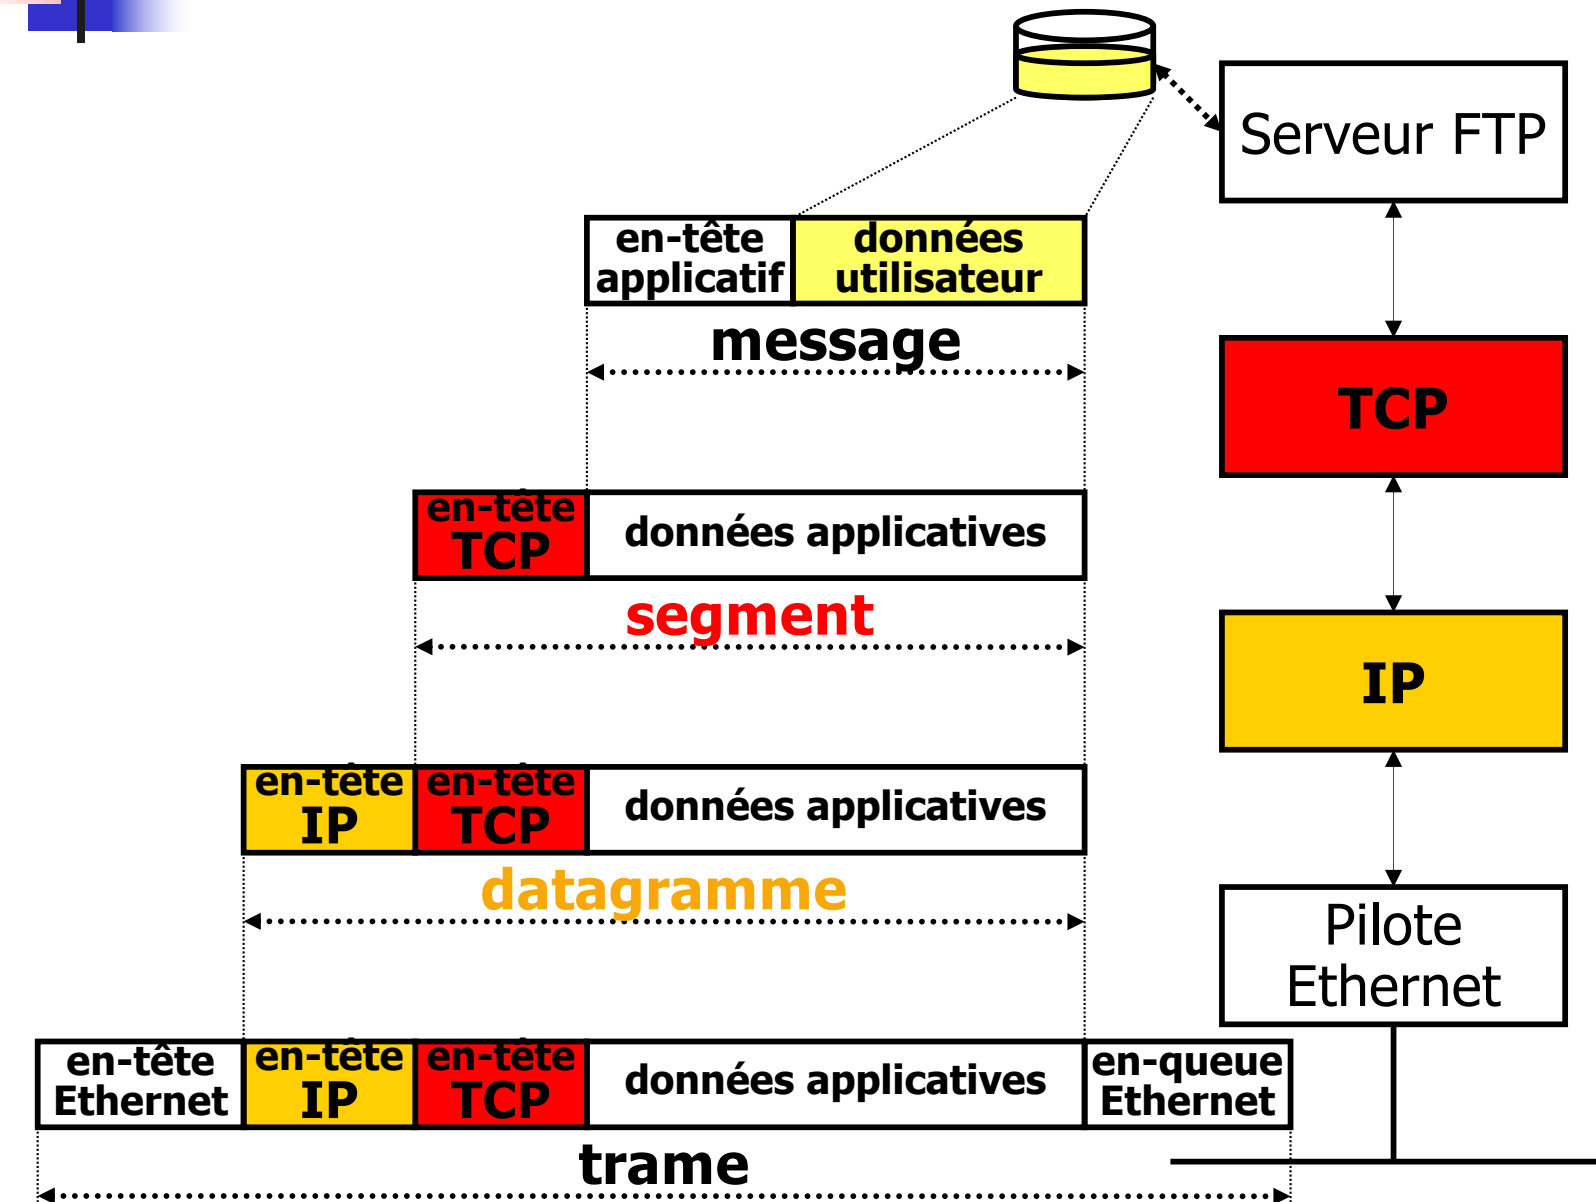 Serveur FTP
en-tête
applicatif
données
utilisateur
message
TCP
en-tête
TCP
données applicatives
segment
IP
en-tête
IP
en-tête
TCP
données applicatives
datagramme
Pilote
Ethernet
en-tête
Ethernet
en-tête
IP
en-tête
TCP
données applicatives
en-queue
Ethernet
trame